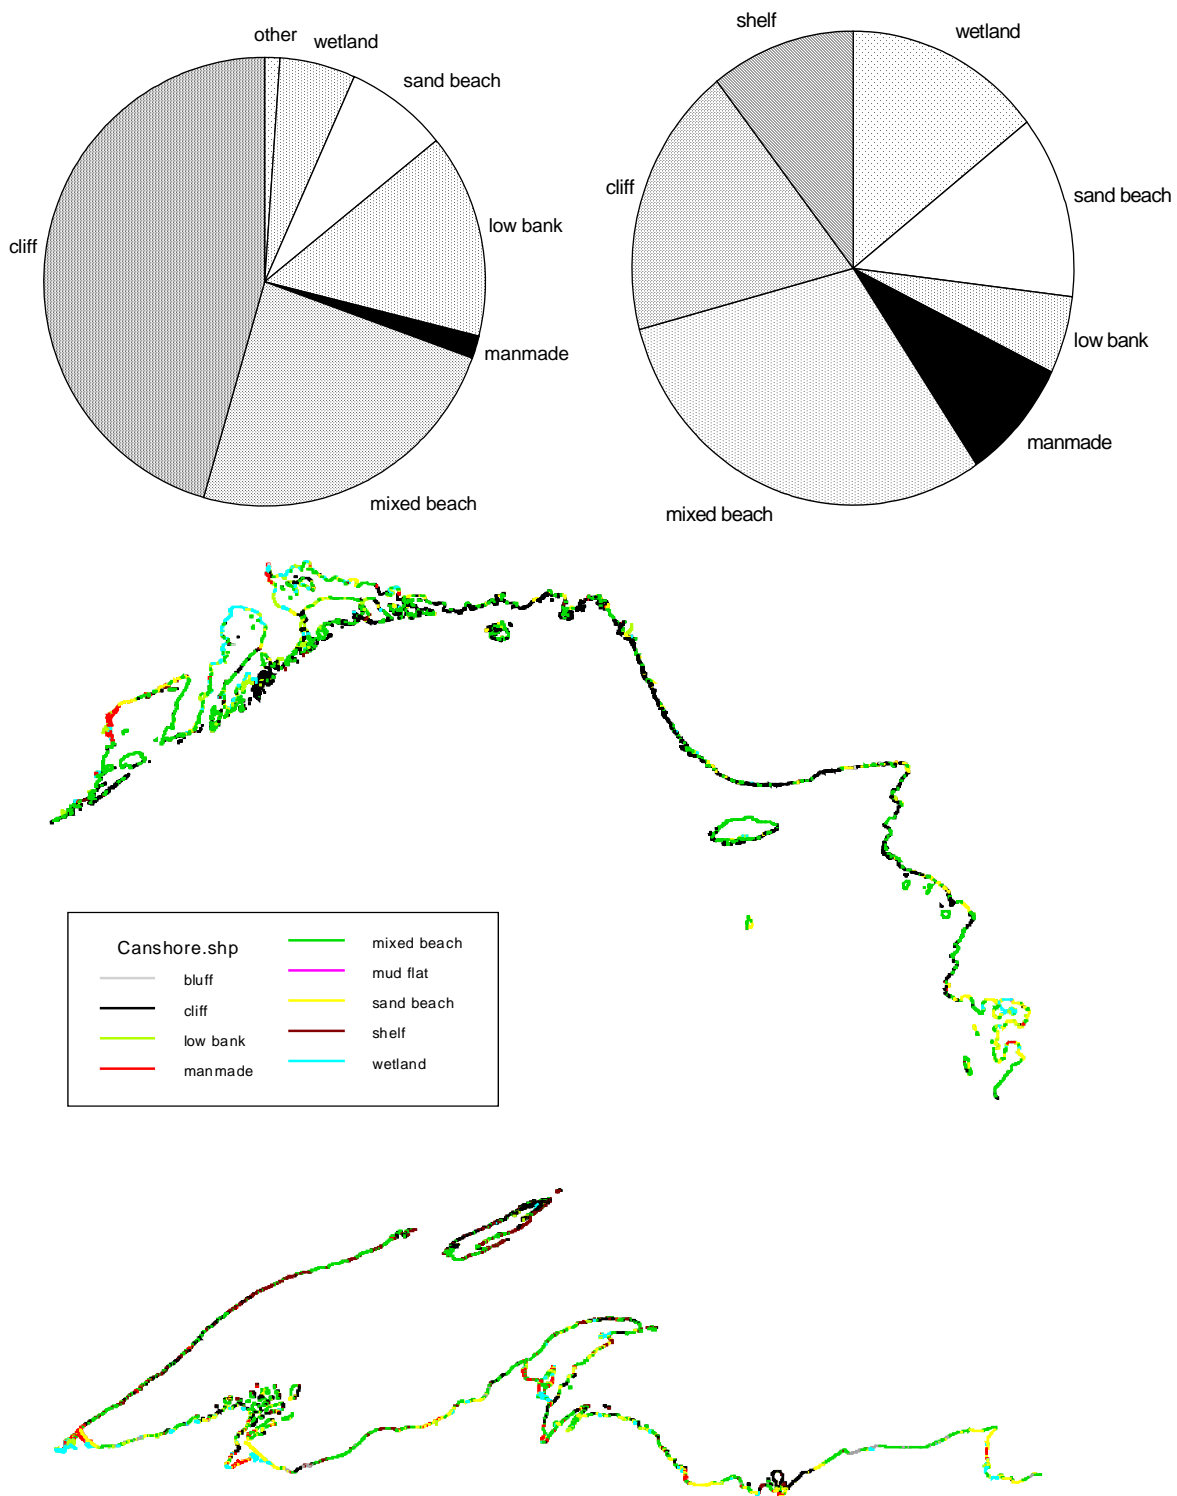 other
wetland
sand beach
low bank
manmade
mixed beach
cliff
shelf
wetland
sand beach
low bank
manmade
mixed beach
cliff
Canshore.shp
bluff
cliff
low bank
manmade
mixed beach
mud flat
sand beach
shelf
wetland